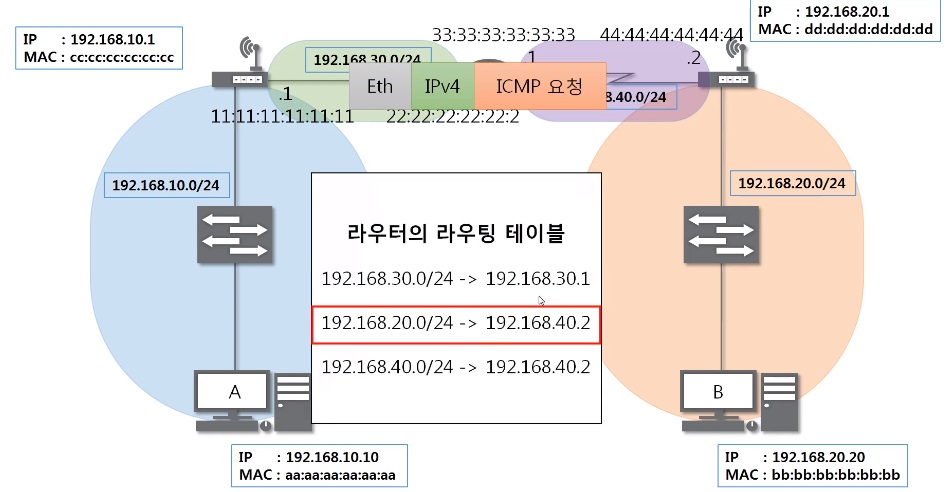 IP : 192.168.10.1
MAC : cc:cc:cc:cc:cc:cc
IP : 192.168.20.1
MAC : dd:dd:dd:dd:dd:dd
33:33:33:33:33:33
44:44:44:44:44:44
192.168.30.0/24
.1
.2
Eth
IPv4
ICMP 요청
8.40.0/24
.1
11:11:11:11:11:11
22:22:22:22:22:2
192.168.10.0/24
192.168.20.0/24
라우터의 라우팅 테이블
192.168.30.0/24 -> 192.168.30.1
192.168.20.0/24 -> 192.168.40.2
192.168.40.0/24 -> 192.168.40.2
A
B
IP : 192.168.10.10
MAC : aa:aa:aa:aa:aa:aa
IP : 192.168.20.20
MAC : bb:bb:bb:bb:bb:bb